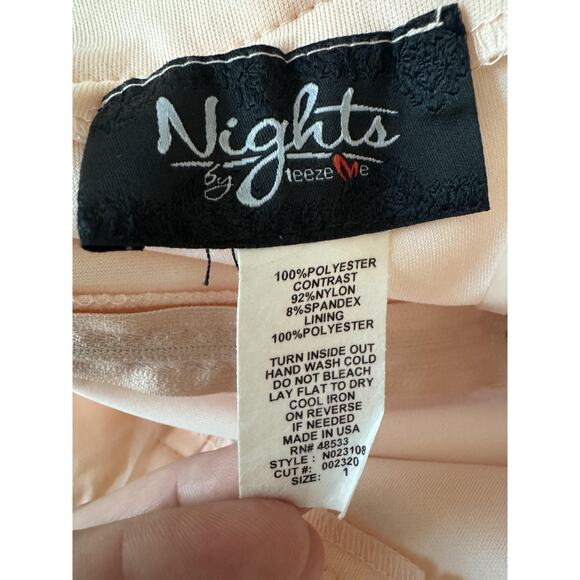 Nights
by teeze Me
100%POLYESTER
CONTRAST
92%NYLON
8%SPANDEX
LINING
100%POLYESTER
TURN INSIDE OUT
HAND WASH COLD
DO NOT BLEACH
LAY FLAT TO DRY
COOL IRON
ON REVERSE
IF NEEDED
MADE IN USA
RN# 48533
STYLE : N023108
CUT #: 002320
SIZE: 1